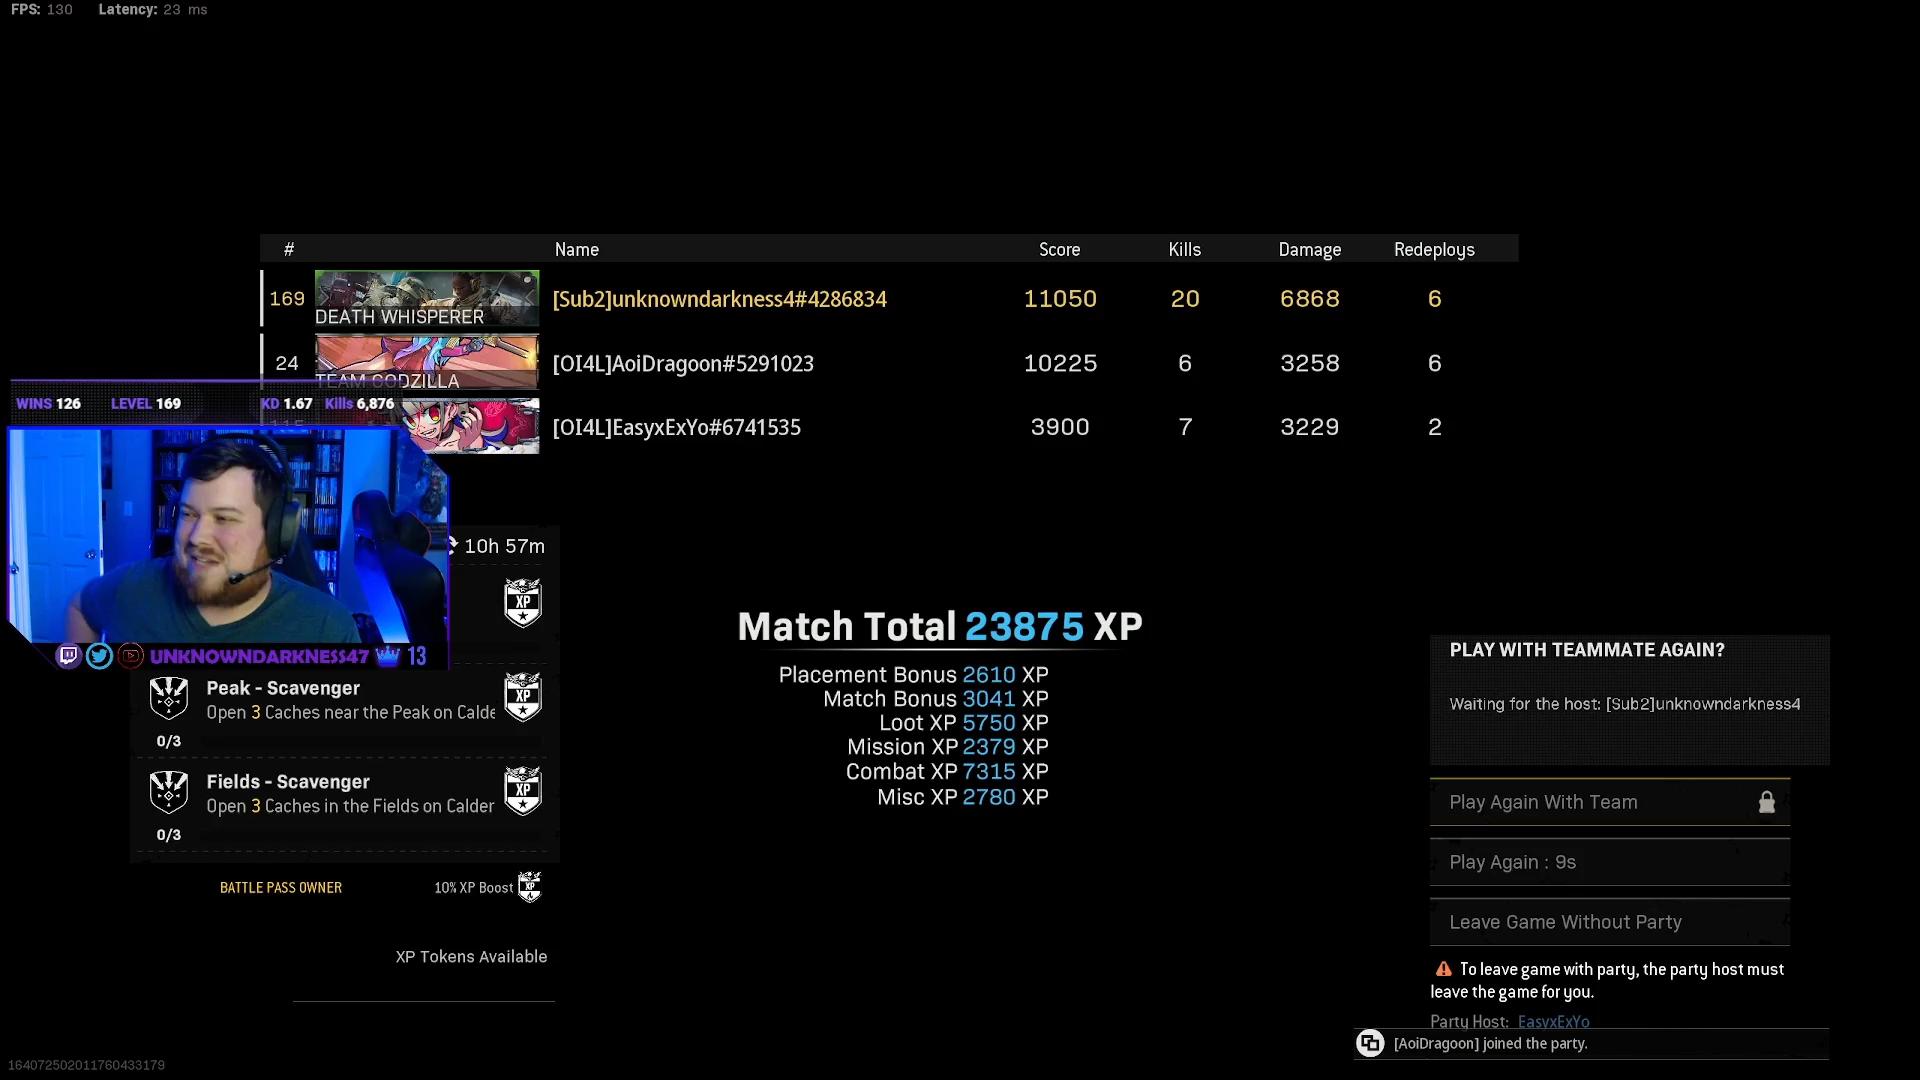 FPS: 130 Latency: 23 ms
# Name Score Kills Damage Redeploys
169 DEATH WHISPERER [Sub2]unknowndarkness4#4286834 11050 20 6868 6
24 TEAM GODZILLA [OI4L]AoiDragoon#5291023 10225 6 3258 6
WINS 126 LEVEL 169 KD 1.67 Kills 6,876
[OI4L]EasyxExYo#6741535 3900 7 3229 2
10h 57m
XP
UNKNOWNDARKNESS47 13
Peak - Scavenger
Open 3 Caches near the Peak on Calde
XP
0/3
Fields - Scavenger
Open 3 Caches in the Fields on Calder
XP
0/3
BATTLE PASS OWNER 10% XP Boost XP
XP Tokens Available
Match Total 23875 XP
Placement Bonus 2610 XP
Match Bonus 3041 XP
Loot XP 5750 XP
Mission XP 2379 XP
Combat XP 7315 XP
Misc XP 2780 XP
PLAY WITH TEAMMATE AGAIN?
Waiting for the host: [Sub2]unknowndarkness4
Play Again With Team
Play Again : 9s
Leave Game Without Party
To leave game with party, the party host must
leave the game for you.
Party Host: EasyxExYo
[AoiDragoon] joined the party.
164072502011760433179